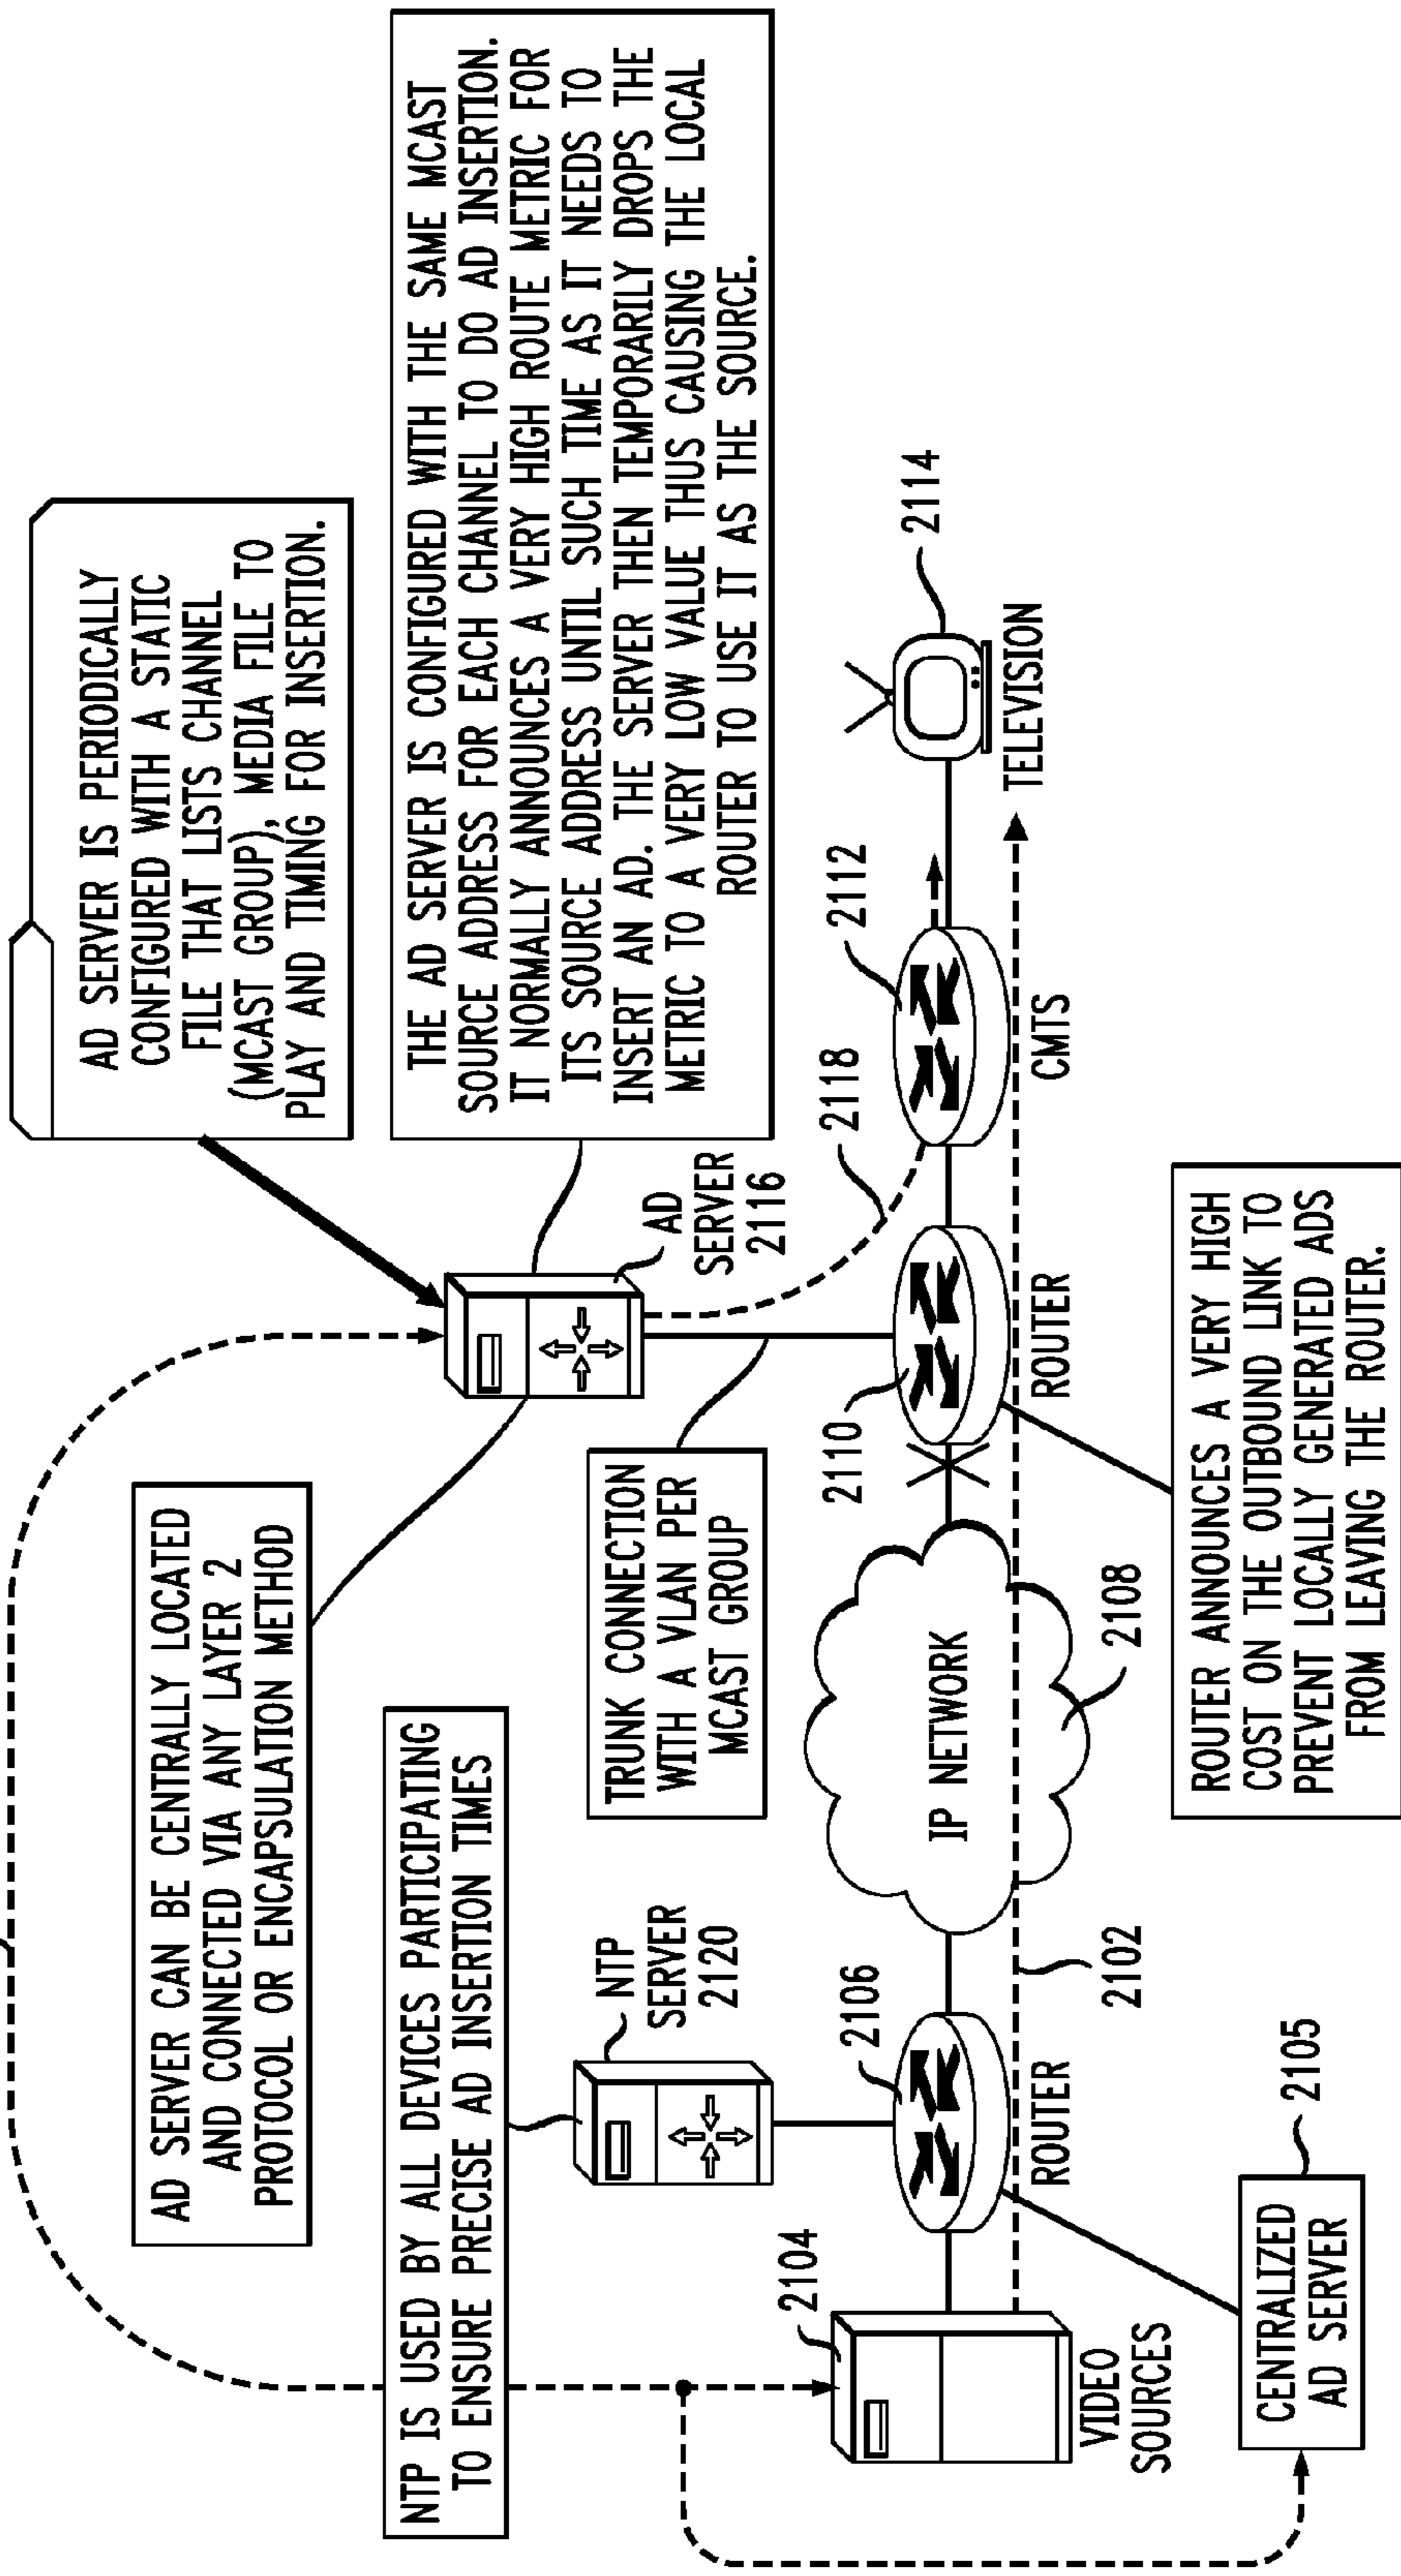 AD SERVER IS PERIODICALLY
CONFIGURED WITH A STATIC
FILE THAT LISTS CHANNEL
(MCAST GROUP), MEDIA FILE TO
PLAY AND TIMING FOR INSERTION.
THE AD SERVER IS CONFIGURED WITH THE SAME MCAST
SOURCE ADDRESS FOR EACH CHANNEL TO DO AD INSERTION.
IT NORMALLY ANNOUNCES A VERY HIGH ROUTE METRIC FOR
ITS SOURCE ADDRESS UNTIL SUCH TIME AS IT NEEDS TO
INSERT AN AD. THE SERVER THEN TEMPORARILY DROPS THE
METRIC TO A VERY LOW VALUE THUS CAUSING THE LOCAL
ROUTER TO USE IT AS THE SOURCE.
AD SERVER CAN BE CENTRALLY LOCATED
AND CONNECTED VIA ANY LAYER 2
PROTOCOL OR ENCAPSULATION METHOD
NTP IS USED BY ALL DEVICES PARTICIPATING
TO ENSURE PRECISE AD INSERTION TIMES
NTP
SERVER
2120
TRUNK CONNECTION
WITH A VLAN PER
MCAST GROUP
AD
SERVER
2116
2118
2104
VIDEO
SOURCES
2106
ROUTER
IP NETWORK
2108
2110
ROUTER
2112
CMTS
2114
TELEVISION
2102
CENTRALIZED
AD SERVER
2105
ROUTER ANNOUNCES A VERY HIGH
COST ON THE OUTBOUND LINK TO
PREVENT LOCALLY GENERATED ADS
FROM LEAVING THE ROUTER.